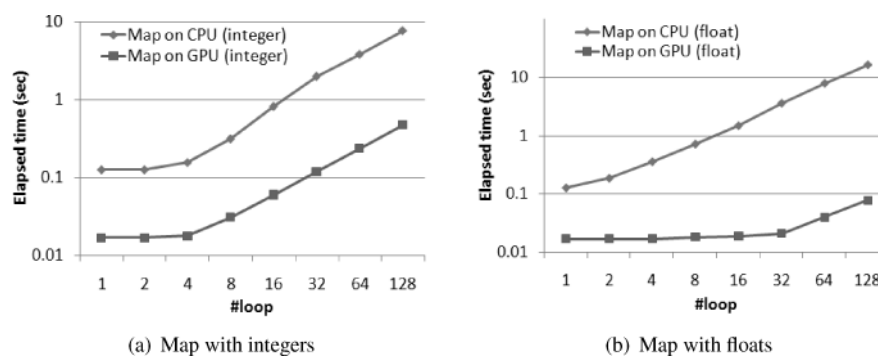 10
1
0.1
0.01
Elapsed time (sec)
Map on CPU (integer)
Map on GPU (integer)
1 2 4 8 16 32 64 128
#loop
(a) Map with integers
10
1
0.1
0.01
Elapsed time (sec)
Map on CPU (float)
Map on GPU (float)
1 2 4 8 16 32 64 128
#loop
(b) Map with floats